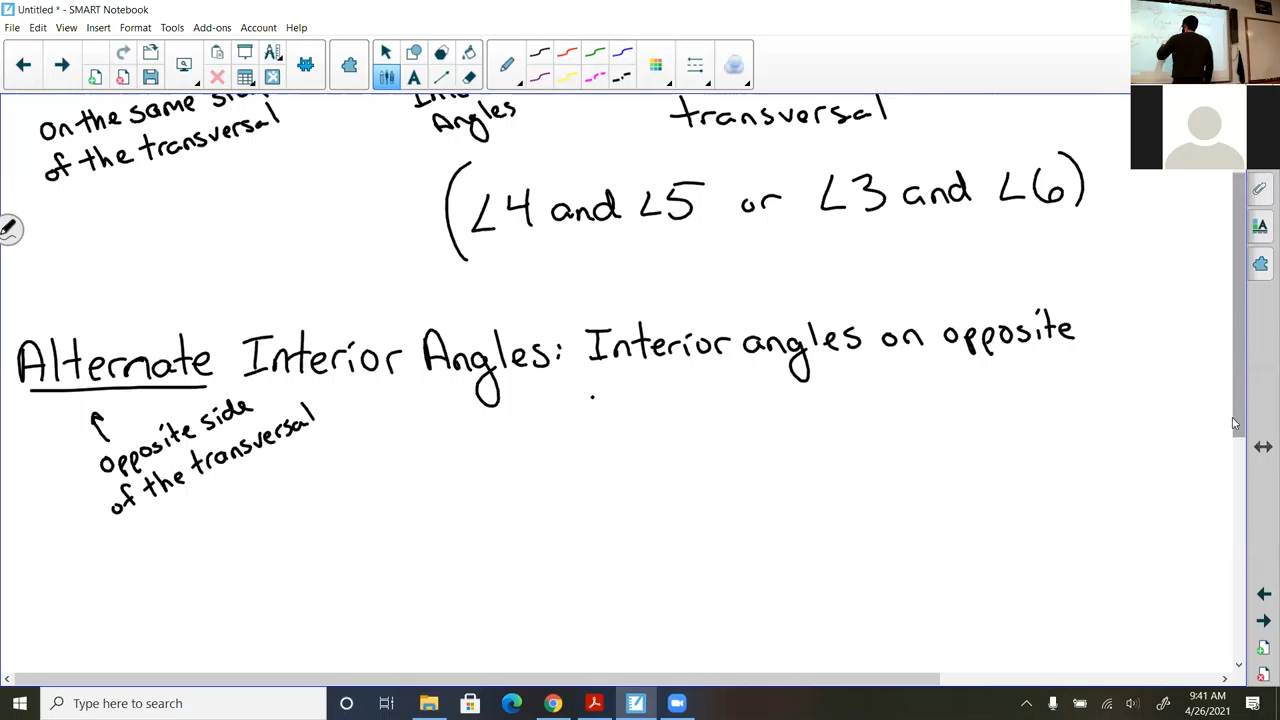 Untitled * - SMART Notebook
File Edit View Insert Format Tools Add-ons Account Help
on the same
of the transversal
Angles
transversal
(∠4 and ∠5 or ∠3 and ∠6)
Alternate Interior Angles: Interior angles on opposite
opposite side
of the transversal
Type here to search
9:41 AM
4/26/2021